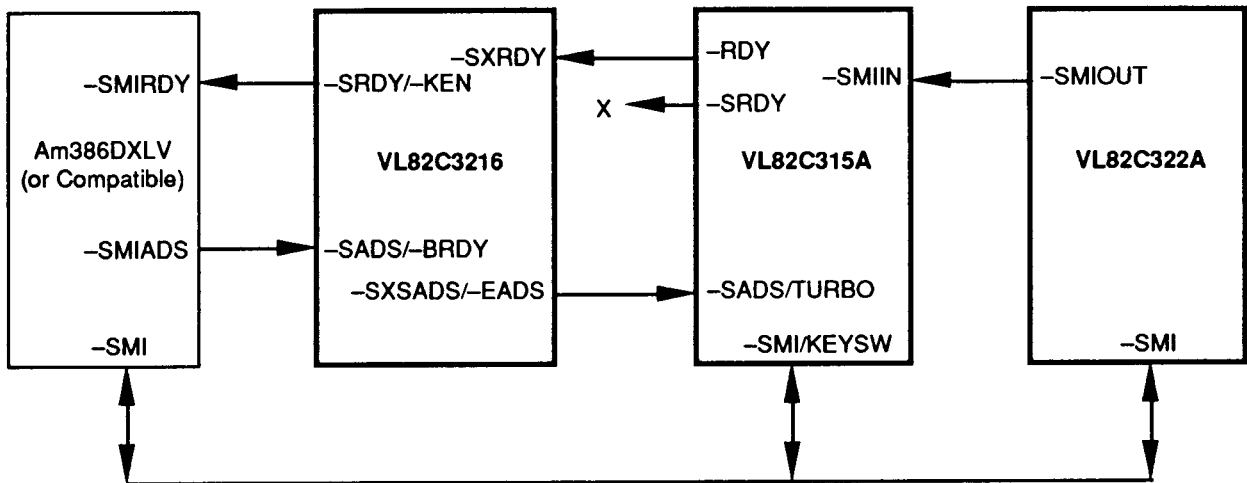 –SMIRDY
Am386DXLV
(or Compatible)
–SMIADS
–SMI
–SXRDY
–SRDY/–KEN
VL82C3216
–SADS/–BRDY
–SXSADS/–EADS
X
–RDY
–SMIIN
–SRDY
VL82C315A
–SADS/TURBO
–SMI/KEYSW
–SMIOUT
VL82C322A
–SMI